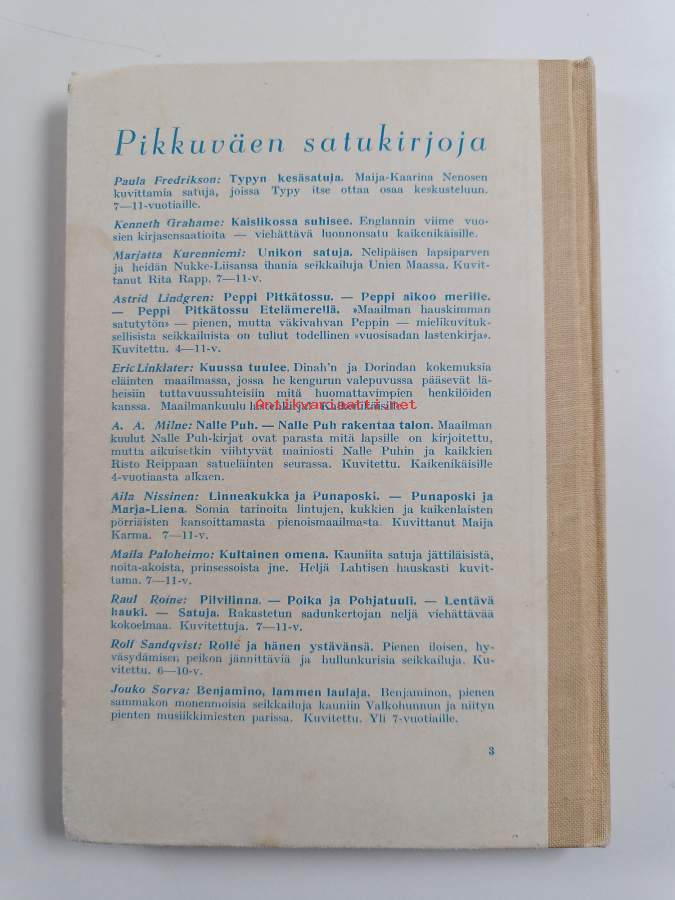 Pikkuväen satukirjoja
Paula Fredrikson: Typyn kesäsatuja. Maija-Kaarina Nenosen
kuvittamia satuja, joissa Typy itse ottaa osaa keskusteluun.
7—11-vuotiaille.
Kenneth Grahame: Kaislikossa suhisee. Englannin viime vuo-
sien kirjasensaatioita — viehättävä luonnonsatu kaikenikäisille.
Marjatta Kurenniemi: Unikon satuja. Nelipäisen lapsiparven
ja heidän Nukke-Liisansa ihania seikkailuja Unien Maassa. Kuvit-
tanut Rita Rapp. 7—11-v.
Astrid Lindgren: Peppi Pitkätossu. — Peppi aikoo merille.
— Peppi Pitkätossu Etelämerellä. »Maailman hauskimman
satutytön» — pienen, mutta väkivahvan Peppin — mielikuvituk-
sellisista seikkailuista on tullut todellinen »vuosisadan lastenkirja».
Kuvitettu. 4—11-v.
Eric Linklater: Kuussa tuulee. Dinah'n ja Dorindan kokemuksia
eläinten maailmassa, jossa he kengurun valepuvussa pääsevät lä-
heisiin tuttavuussuhteisiin mitä huomattavimpien henkilöiden
kanssa. Maailmankuulu lastenkirja. Kaikenikäisille.
Antikvariaatti.net
A. A. Milne: Nalle Puh. — Nalle Puh rakentaa talon. Maailman
kuulut Nalle Puh-kirjat ovat parasta mitä lapsille on kirjoitettu,
mutta aikuisetkin viihtyvät mainiosti Nalle Puhin ja kaikkien
Risto Reippaan satueläinten seurassa. Kuvitettu. Kaikenikäisille
4-vuotiaasta alkaen.
Aila Nissinen: Linneakukka ja Punaposki. — Punaposki ja
Marja-Liena. Somia tarinoita lintujen, kukkien ja kaikenlaisten
pörriäisten kansoittamasta pienoismaailmasta. Kuvittanut Maija
Karma. 7—11-v.
Maila Paloheimo: Kultainen omena. Kauniita satuja jättiläisistä,
noita-akoista, prinsessoista jne. Heljä Lahtisen hauskasti kuvit-
tama. 7—11-v.
Raul Roine: Pilvilinna. — Poika ja Pohjatuuli. — Lentävä
hauki. — Satuja. Rakastetun sadunkertojan neljä viehättävää
kokoelmaa. Kuvitettuja. 7—11-v.
Rolf Sandqvist: Rolle ja hänen ystävänsä. Pienen iloisen, hy-
väsydämisen peikon jännittäviä ja hullunkurisia seikkailuja. Ku-
vitettu. 6—10-v.
Jouko Sorva: Benjamino, lammen laulaja. Benjaminon, pienen
sammakon monenmoisia seikkailuja kauniin Valkohunnun ja niityn
pienten musiikkimiesten parissa. Kuvitettu. Yli 7-vuotiaille.
3